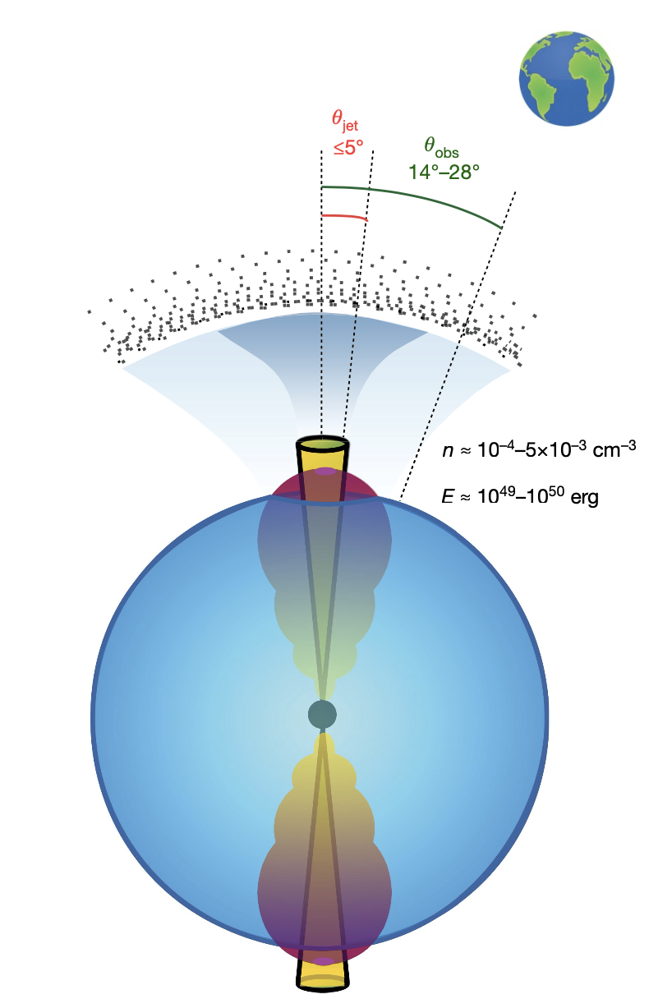 θjet
≤5°
θobs
14°–28°
n ≈ 10⁻⁴–5×10⁻³ cm⁻³
E ≈ 10⁴⁹–10⁵⁰ erg